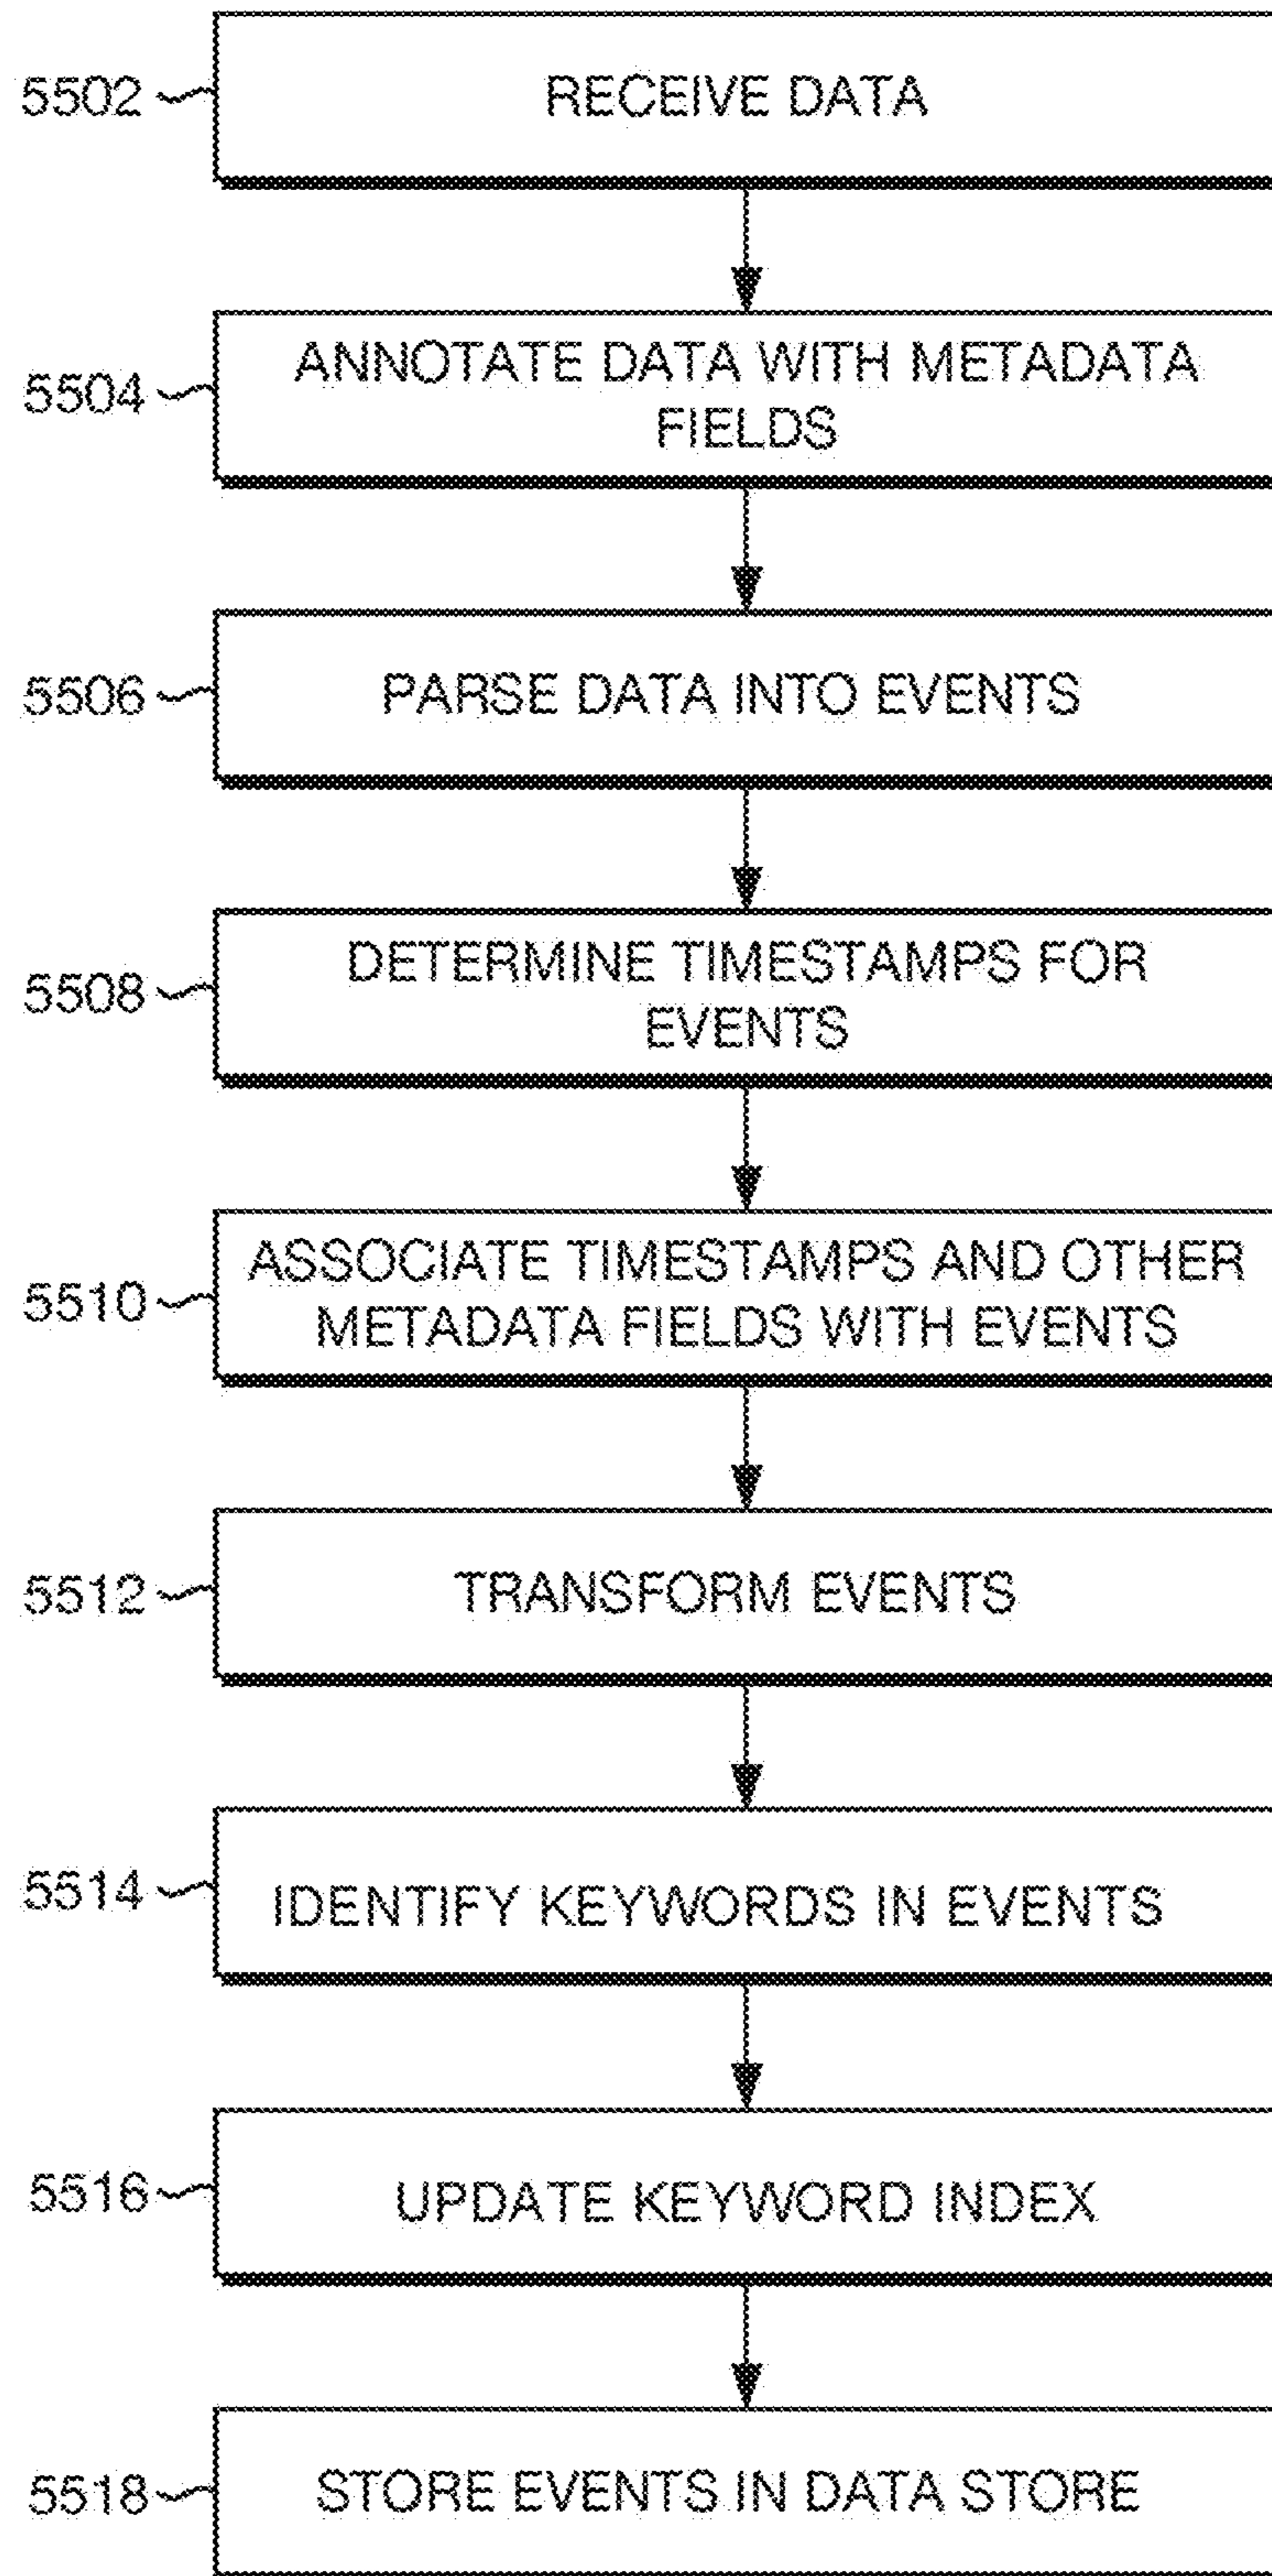 5502
RECEIVE DATA
5504
ANNOTATE DATA WITH METADATA
FIELDS
5506
PARSE DATA INTO EVENTS
5508
DETERMINE TIMESTAMPS FOR
EVENTS
5510
ASSOCIATE TIMESTAMPS AND OTHER
METADATA FIELDS WITH EVENTS
5512
TRANSFORM EVENTS
5514
IDENTIFY KEYWORDS IN EVENTS
5516
UPDATE KEYWORD INDEX
5518
STORE EVENTS IN DATA STORE